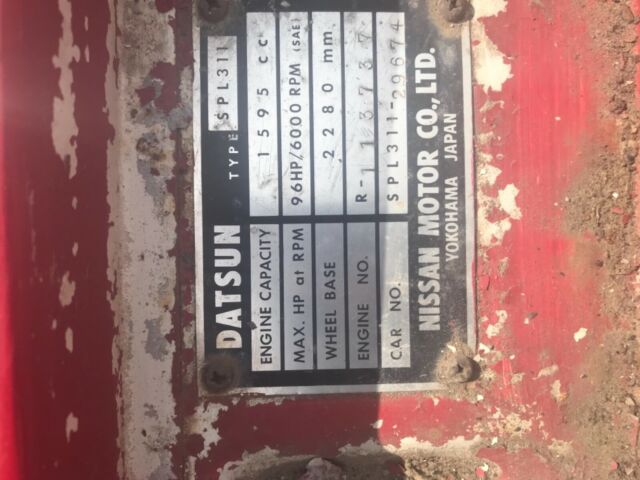 DATSUN TYPE SPL311
ENGINE CAPACITY 1595 cc
MAX. HP at RPM 96HP/6000 RPM (SAE)
WHEEL BASE 2280 mm
ENGINE NO. R-113737
CAR NO. SPL311-29674
NISSAN MOTOR CO., LTD.
YOKOHAMA JAPAN